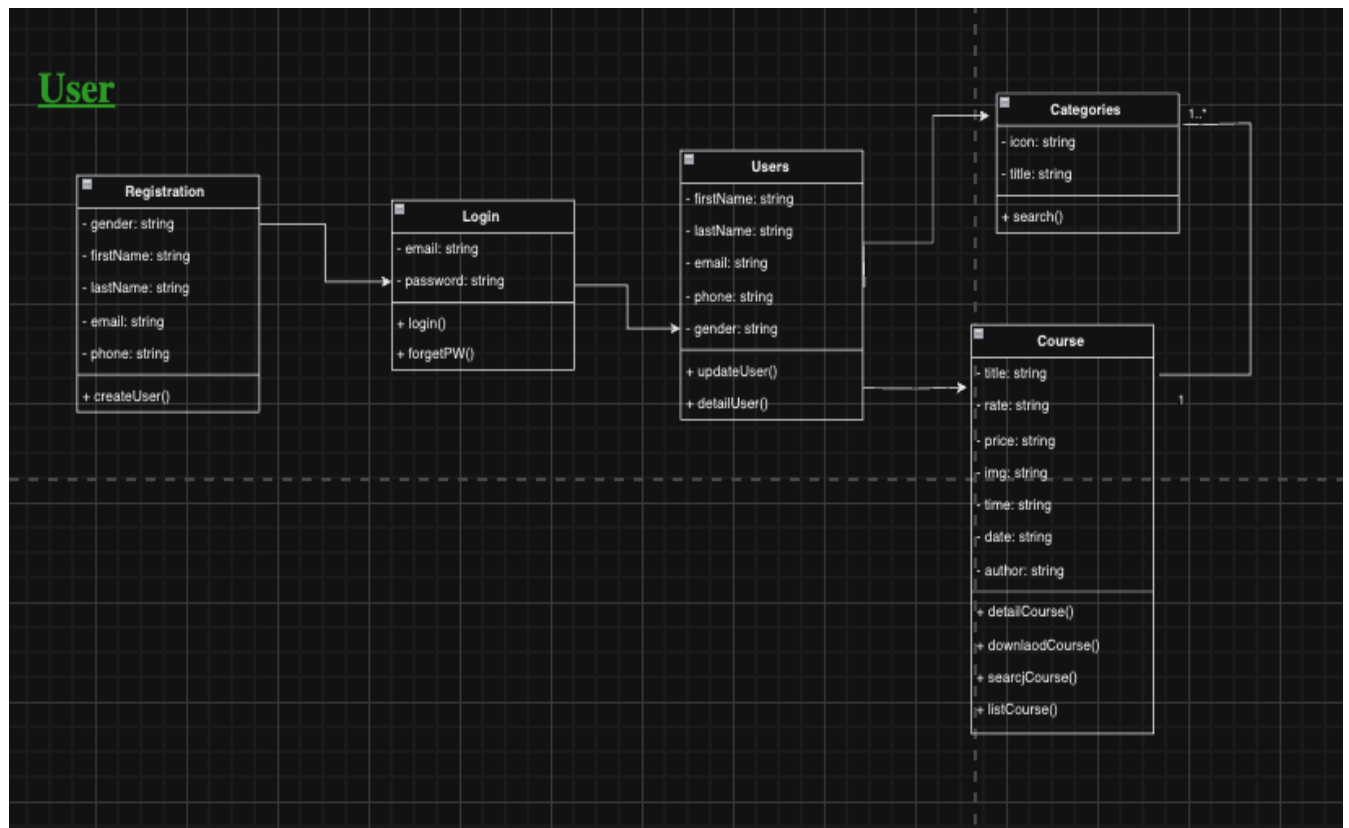 User
Registration
- gender: string
- firstName: string
- lastName: string
- email: string
- phone: string
+ createUser()
Login
- email: string
- password: string
+ login()
+ forgetPW()
Users
- firstName: string
- lastName: string
- email: string
- phone: string
- gender: string
+ updateUser()
+ detailUser()
Categories
- icon: string
- title: string
+ search()
1..*
Course
- title: string
- rate: string
- price: string
- img: string
- time: string
- date: string
- author: string
+ detailCourse()
+ downlaodCourse()
+ searcjCourse()
+ listCourse()
1